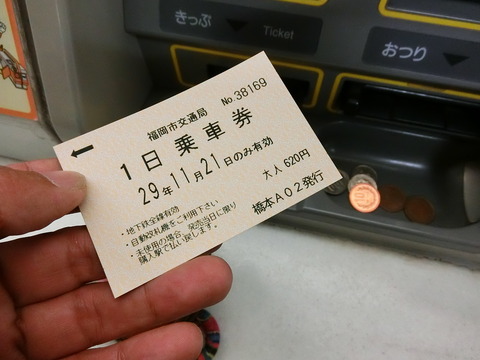 きっぷ
Ticket
おつり
福岡市交通局
No.38169
1日乗車券
29年11月21日のみ有効
大人 620円
・地下鉄全線有効
・自動改札機をご利用下さい
・未使用の場合、発売当日に限り
購入駅で払い戻します。
橋本A02発行